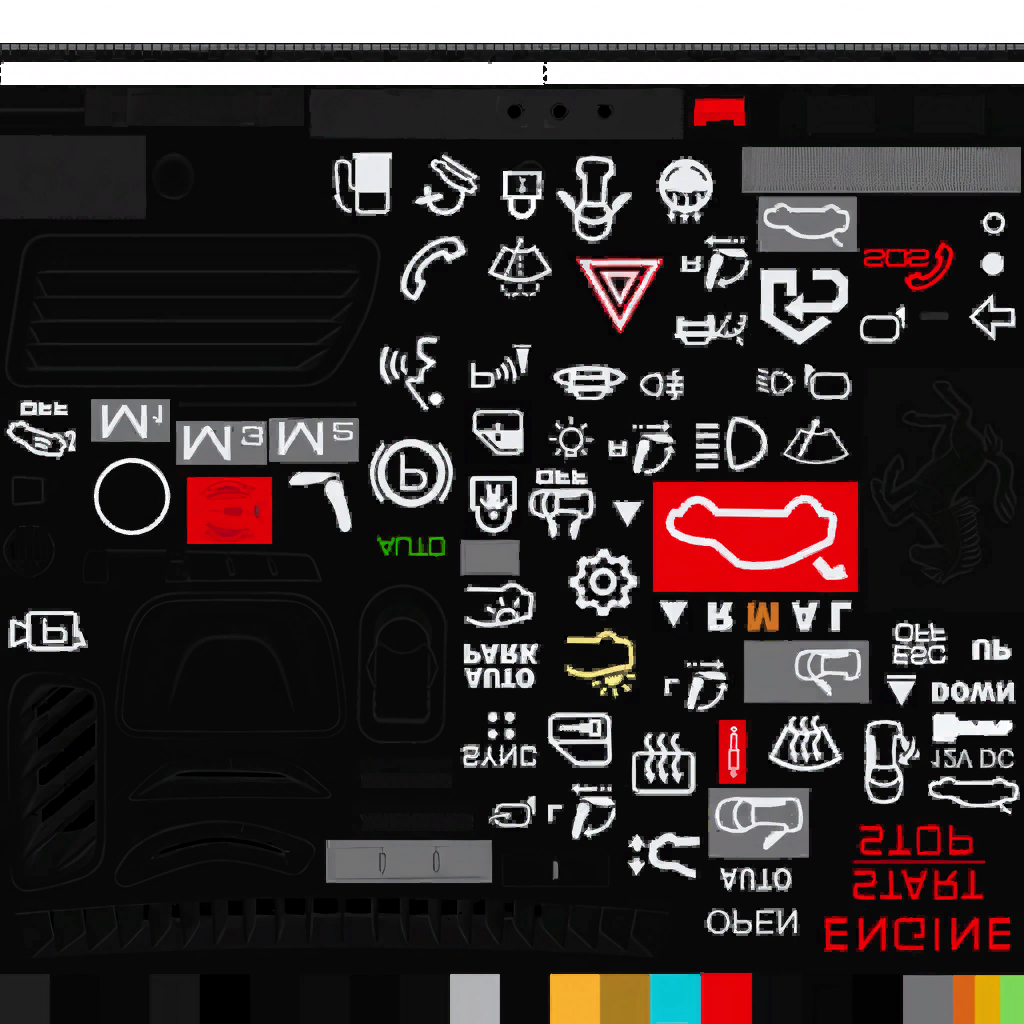 SOS
R
P
OFF
M1
M3
M2
R
P
OFF
AUTO
R M A L
P
ESC
OFF
UP
AUTO
PARK
L
DOWN
SYNC
12V DC
L
AUTO
OPEN
ENGINE
START
STOP